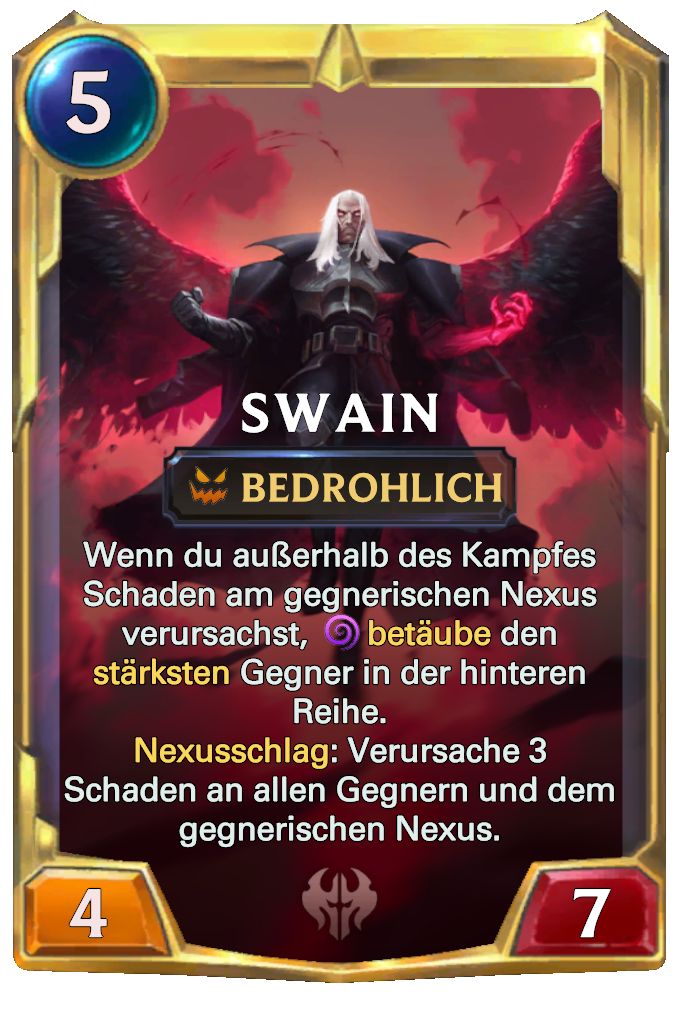 5
SWAIN
BEDROHLICH
Wenn du außerhalb des Kampfes
Schaden am gegnerischen Nexus
verursachst, betäube den
stärksten Gegner in der hinteren
Reihe.
Nexusschlag: Verursache 3
Schaden an allen Gegnern und dem
gegnerischen Nexus.
4
7